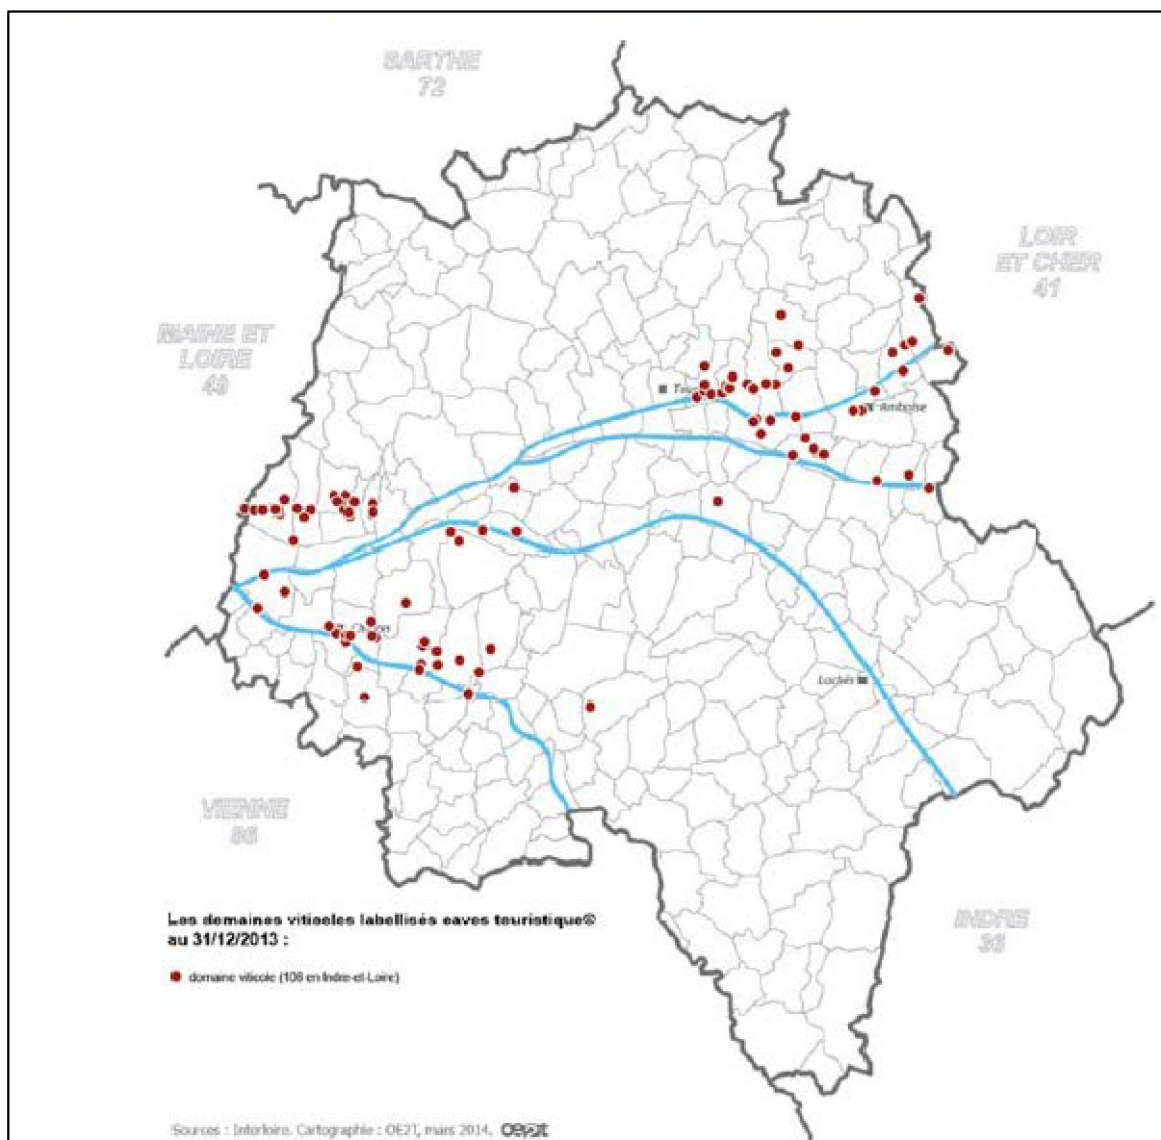 SARTHE
72
LOIR
ET CHER
41
MAINE ET
LOIRE
49
Amboise
Loches
VIENNE
86
INDRE
36
Les domaines viticoles labellisés caves touristique®
au 31/12/2013 :
domaine viticole (108 en Indre-et-Loire)
Sources : Interloire. Cartographie : OE2T, mars 2014. oe2t